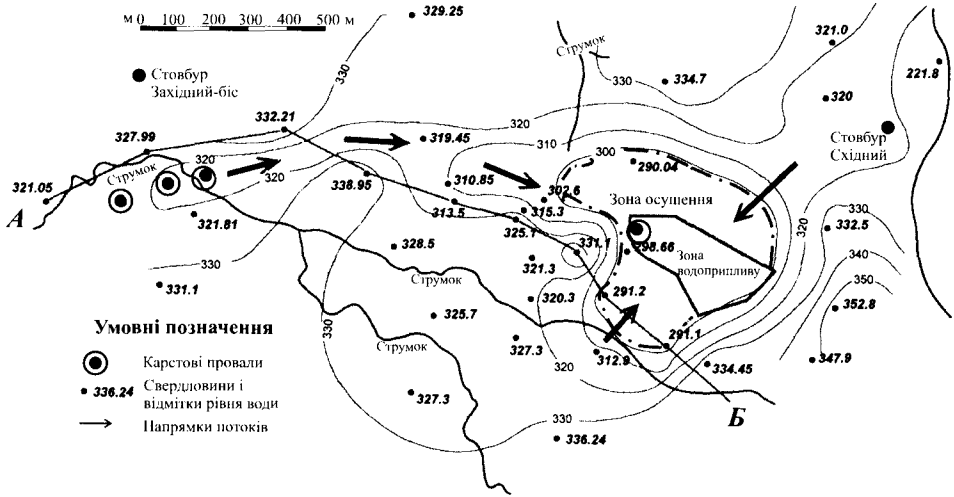 м 0 100 200 300 400 500 м
329.25
321.0
Струмок
330
330
334.7
221.8
Стовбур
Західний-біс
320
332.21
320
319.45
310
Стовбур
Східний
327.99
320
300
290.04
Струмок
338.95
310.85
302.6
Зона осушення
321.05
320
313.5
315.3
330
А
321.81
325.1
332.5
320
331.1
298.66
328.5
Зона
водоприпливу
340
330
321.3
350
331.1
Струмок
291.2
320.3
352.8
Умовні позначення
325.7
330
291.1
Струмок
327.3
312.9
Карстові провали
320
334.45
347.9
336.24
Свердловини і
відмітки рівня води
327.3
330
Б
Напрямки потоків
336.24